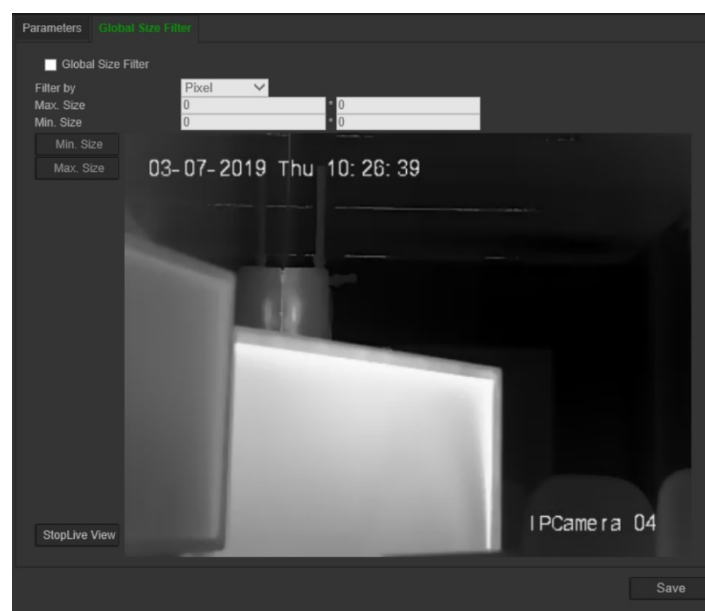 Parameters Global Size Filter
Global Size Filter
Filter by Pixel
Max. Size 0 * 0
Min. Size 0 * 0
Min. Size
Max. Size
03-07-2019 Thu 10:26:39
IPCamera 04
StopLive View
Save